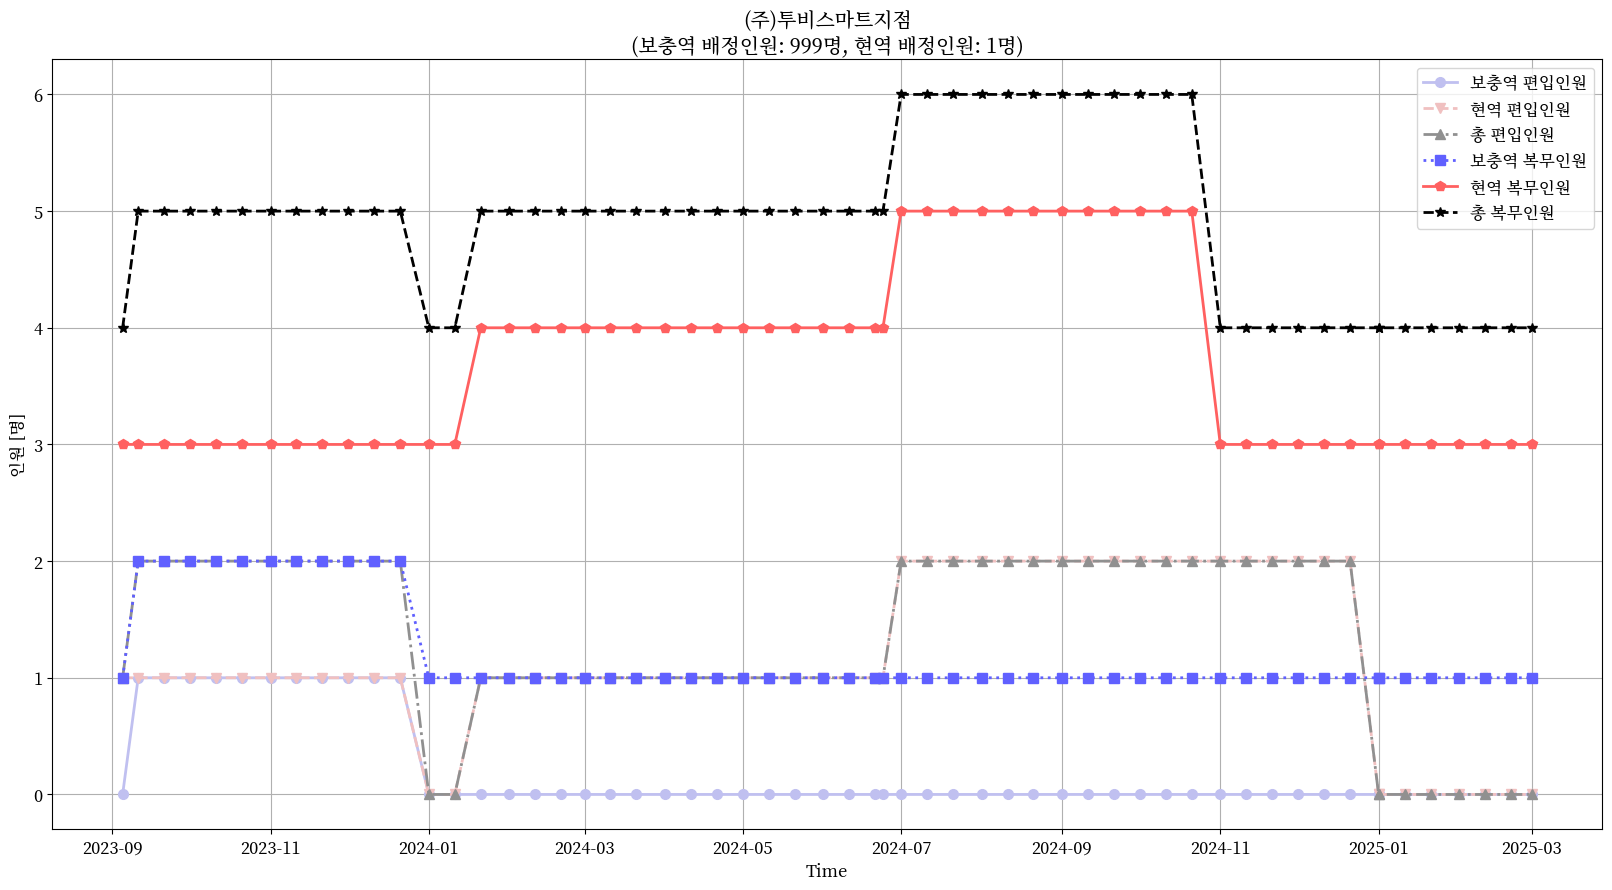 (주)투비스마트지점
(보충역 배정인원: 999명, 현역 배정인원: 1명)
보충역 편입인원
현역 편입인원
총 편입인원
보충역 복무인원
현역 복무인원
총 복무인원
인원 [명]
6
5
4
3
2
1
0
2023-09
2023-11
2024-01
2024-03
2024-05
2024-07
2024-09
2024-11
2025-01
2025-03
Time